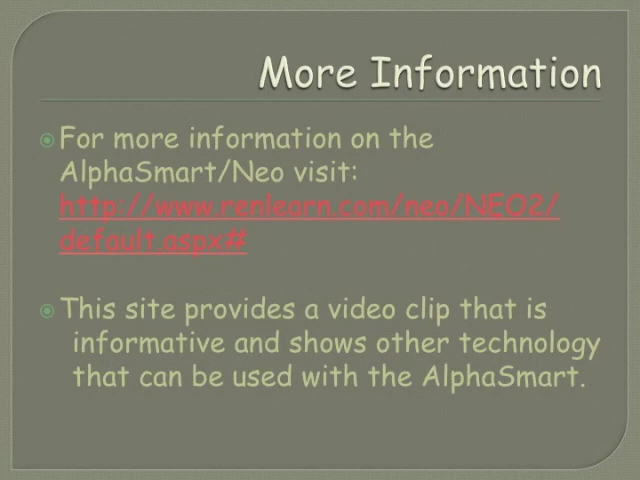 More Information
For more information on the
AlphaSmart/Neo visit:
http://www.renlearn.com/neo/NEO2/
default.aspx#
This site provides a video clip that is
informative and shows other technology
that can be used with the AlphaSmart.